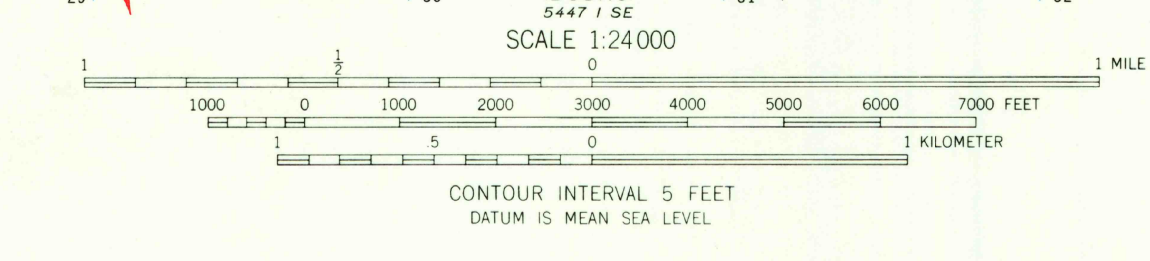 5447 I SE
SCALE 1:24000
1 1/2 0 1 MILE
1000 0 1000 2000 3000 4000 5000 6000 7000 FEET
1 .5 0 1 KILOMETER
CONTOUR INTERVAL 5 FEET
DATUM IS MEAN SEA LEVEL